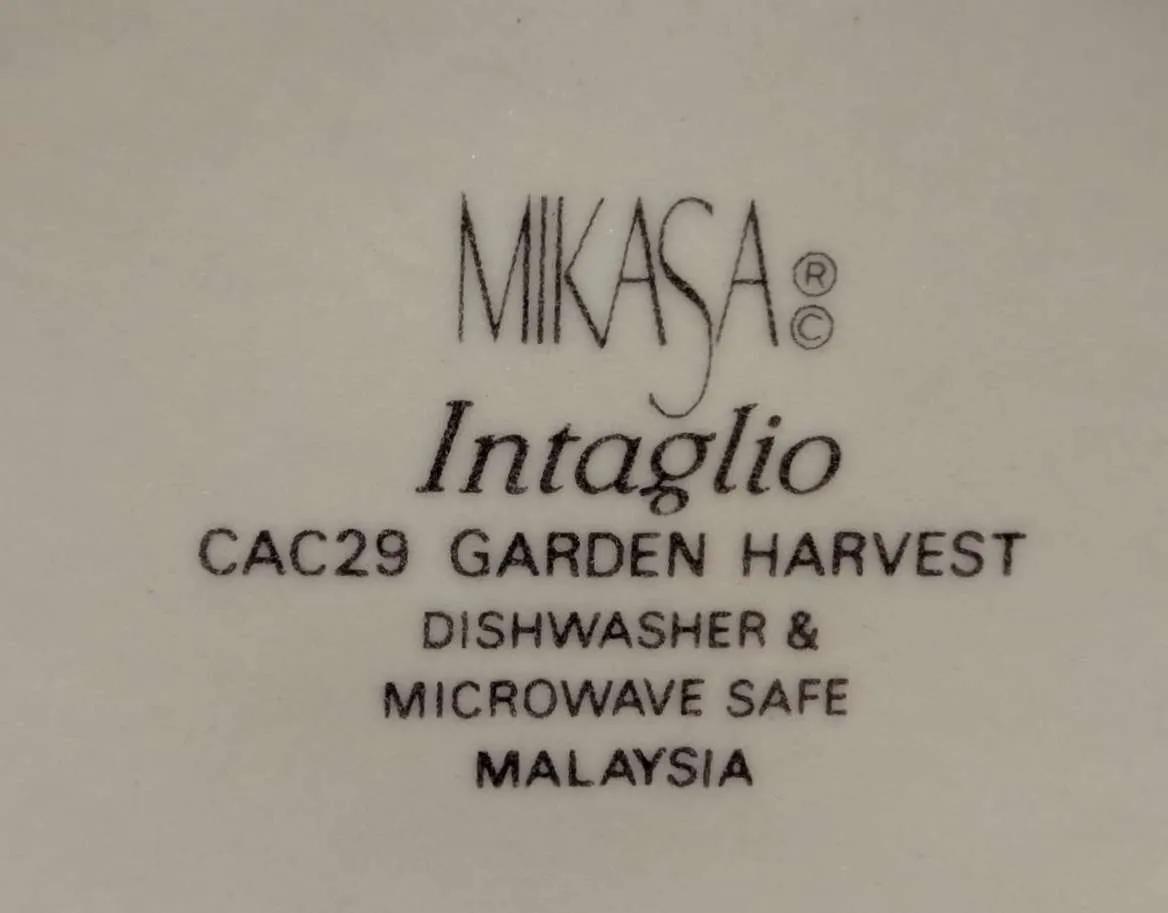 MIKASA ® ©
Intaglio
CAC29 GARDEN HARVEST
DISHWASHER &
MICROWAVE SAFE
MALAYSIA